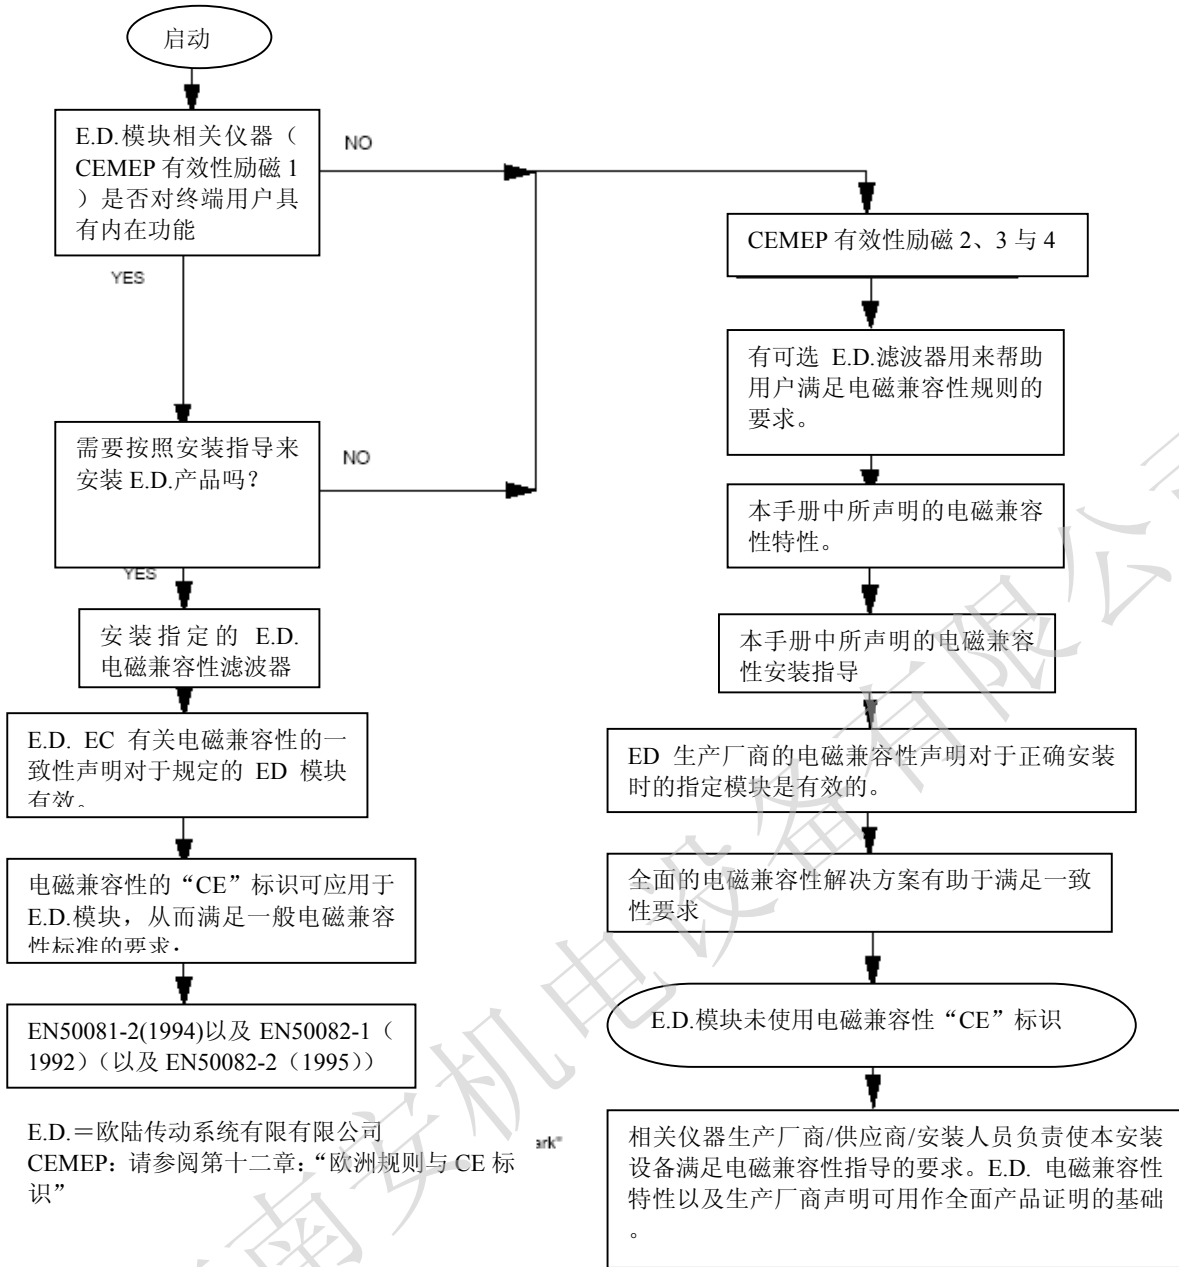 启动
E.D.模块相关仪器（
CEMEP 有效性励磁 1
）是否对终端用户具
有内在功能
NO
YES
需要按照安装指导来
安装 E.D.产品吗？
NO
YES
安装指定的 E.D.
电磁兼容性滤波器
E.D. EC 有关电磁兼容性的一
致性声明对于规定的 ED 模块
有效。
电磁兼容性的“CE”标识可应用于
E.D.模块，从而满足一般电磁兼容
性标准的要求：
EN50081-2(1994)以及 EN50082-1（
1992）（以及 EN50082-2（1995））
E.D.＝欧陆传动系统有限有限公司
CEMEP：请参阅第十二章：“欧洲规则与 CE 标
识”
CEMEP 有效性励磁 2、3 与 4
有可选 E.D.滤波器用来帮助
用户满足电磁兼容性规则的
要求。
本手册中所声明的电磁兼容
性特性。
本手册中所声明的电磁兼容
性安装指导
ED 生产厂商的电磁兼容性声明对于正确安装
时的指定模块是有效的。
全面的电磁兼容性解决方案有助于满足一致
性要求
E.D.模块未使用电磁兼容性“CE”标识
ark"
相关仪器生产厂商/供应商/安装人员负责使本安装
设备满足电磁兼容性指导的要求。E.D. 电磁兼容性
特性以及生产厂商声明可用作全面产品证明的基础
。
南安机电设备有限公司